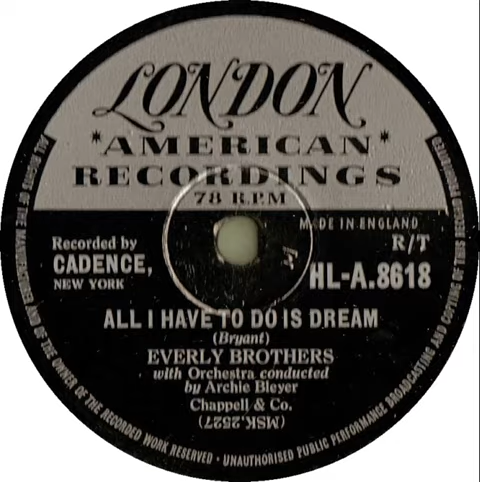 LONDON
*AMERICAN*
RECORDINGS
78 R.P.M
MADE IN ENGLAND
Recorded by
CADENCE,
NEW YORK
R/T
HL-A.8618
ALL I HAVE TO DO IS DREAM
(Bryant)
EVERLY BROTHERS
with Orchestra conducted
by Archie Bleyer
Chappell & Co.
(MSK.2527)
ALL RIGHTS OF THE MANUFACTURER AND OF THE OWNER OF THE RECORDED WORK RESERVED · UNAUTHORISED PUBLIC PERFORMANCE BROADCASTING AND COPYING OF THIS RECORD PROHIBITED